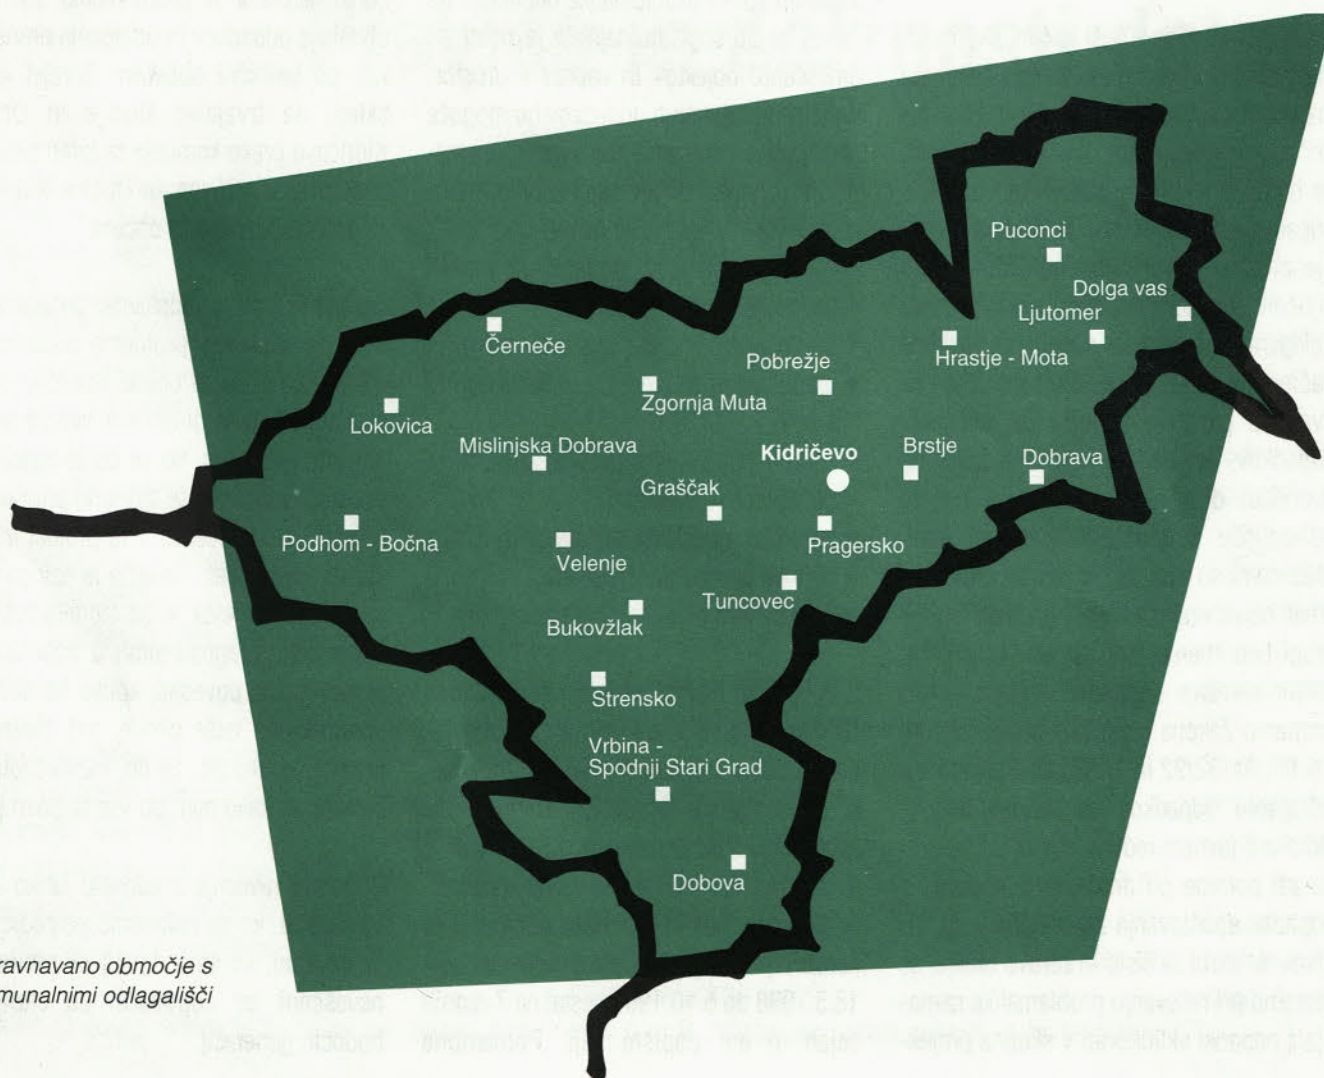 Puconci
Dolga vas
Ljutomer
Hrastje - Mota
Černeče
Pobrežje
Zgornja Muta
Lokovica
Mislinjska Dobrava
Kidričevo
Brstje
Dobrava
Graščak
Podhom - Bočna
Velenje
Pragersko
Tuncovec
Bukovžlak
Strensko
Vrbina -
Spodnji Stari Grad
Dobova
ravnavano območje s
munalnimi odlagališči